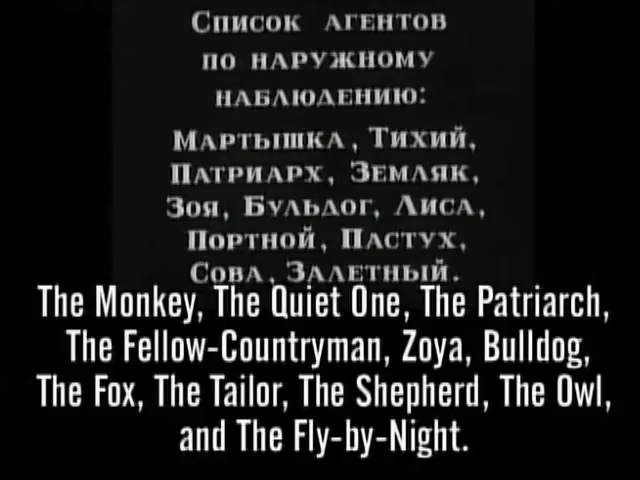 Список агентов
по наружному
наблюдению:
Мартышка, Тихий,
Патриарх, Земляк,
Зоя, Бульдог, Лиса,
Портной, Пастух,
Сова, Залетный.
The Monkey, The Quiet One, The Patriarch,
The Fellow-Countryman, Zoya, Bulldog,
The Fox, The Tailor, The Shepherd, The Owl,
and The Fly-by-Night.